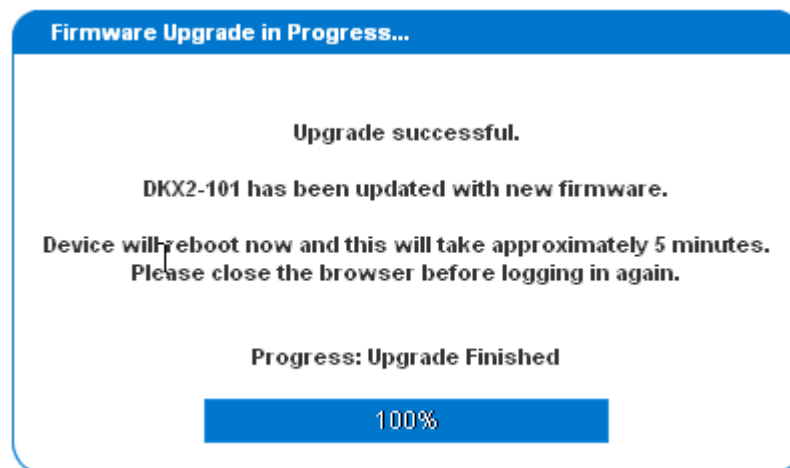 Firmware Upgrade in Progress...
Upgrade successful.
DKX2-101 has been updated with new firmware.
Device will reboot now and this will take approximately 5 minutes.
Please close the browser before logging in again.
Progress: Upgrade Finished
100%